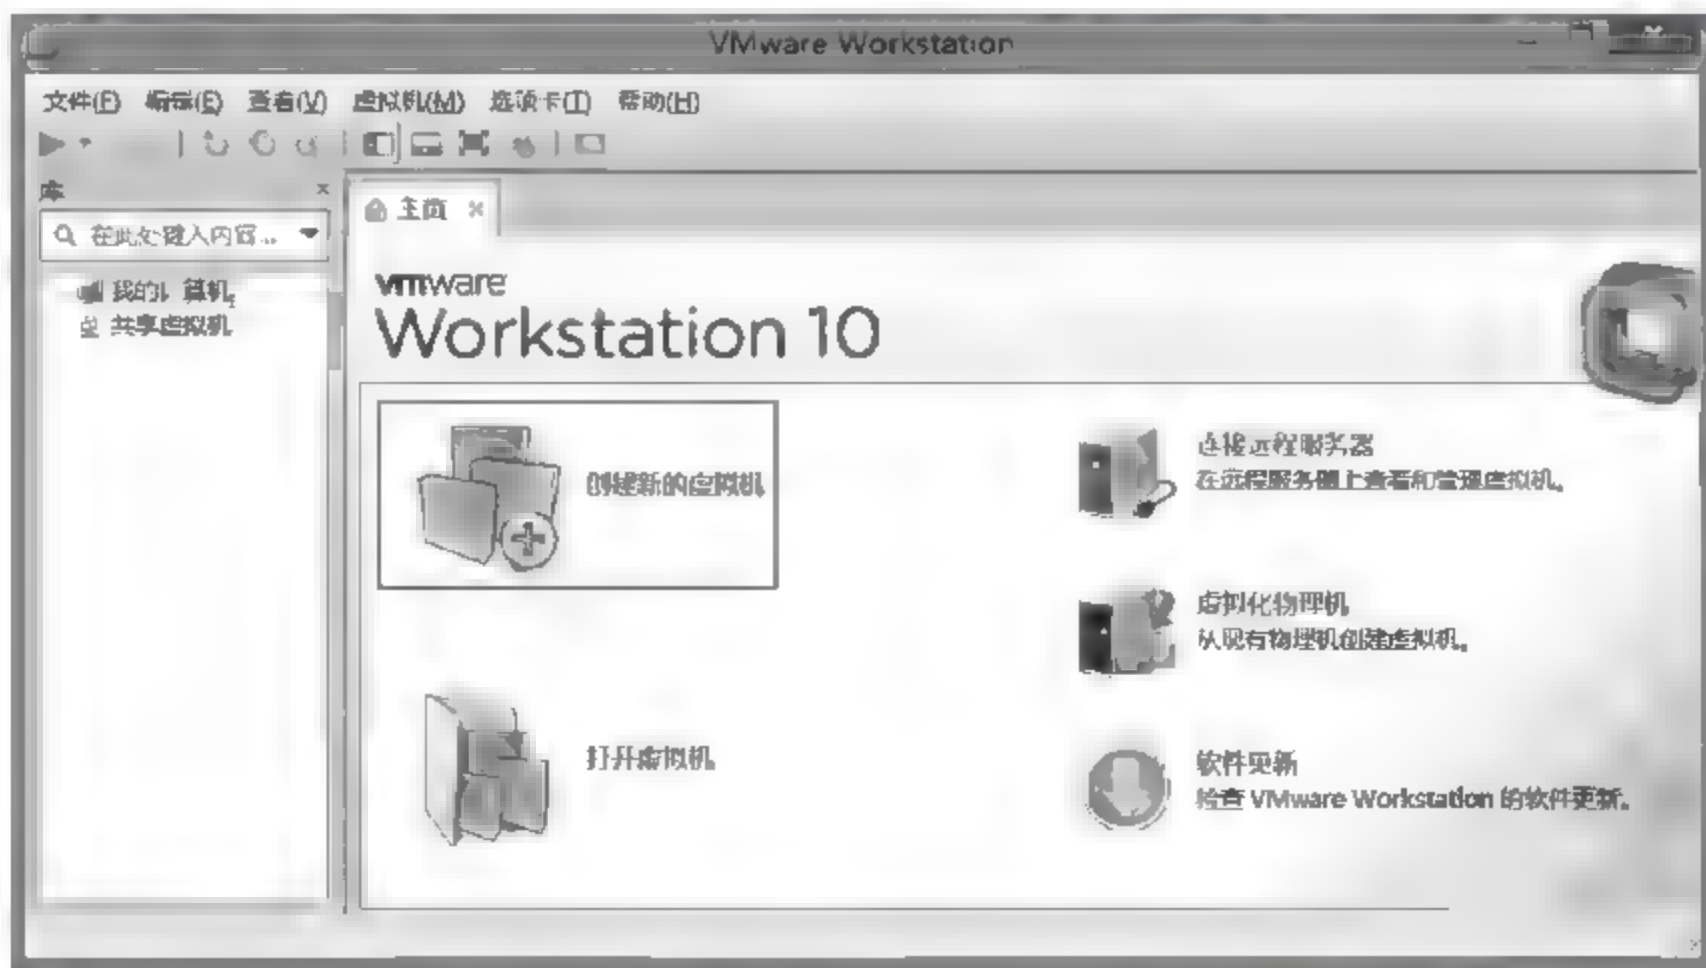 VMware Workstation
文件(F) 编辑(E) 查看(V) 虚拟机(M) 选项卡(T) 帮助(H)
库
主页
在此处键入内容...
我的计算机
共享虚拟机
vmware
Workstation 10
创建新的虚拟机
连接远程服务器
在远程服务器上查看和管理虚拟机。
虚拟化物理机
从现有物理机创建虚拟机。
打开虚拟机
软件更新
检查 VMware Workstation 的软件更新。